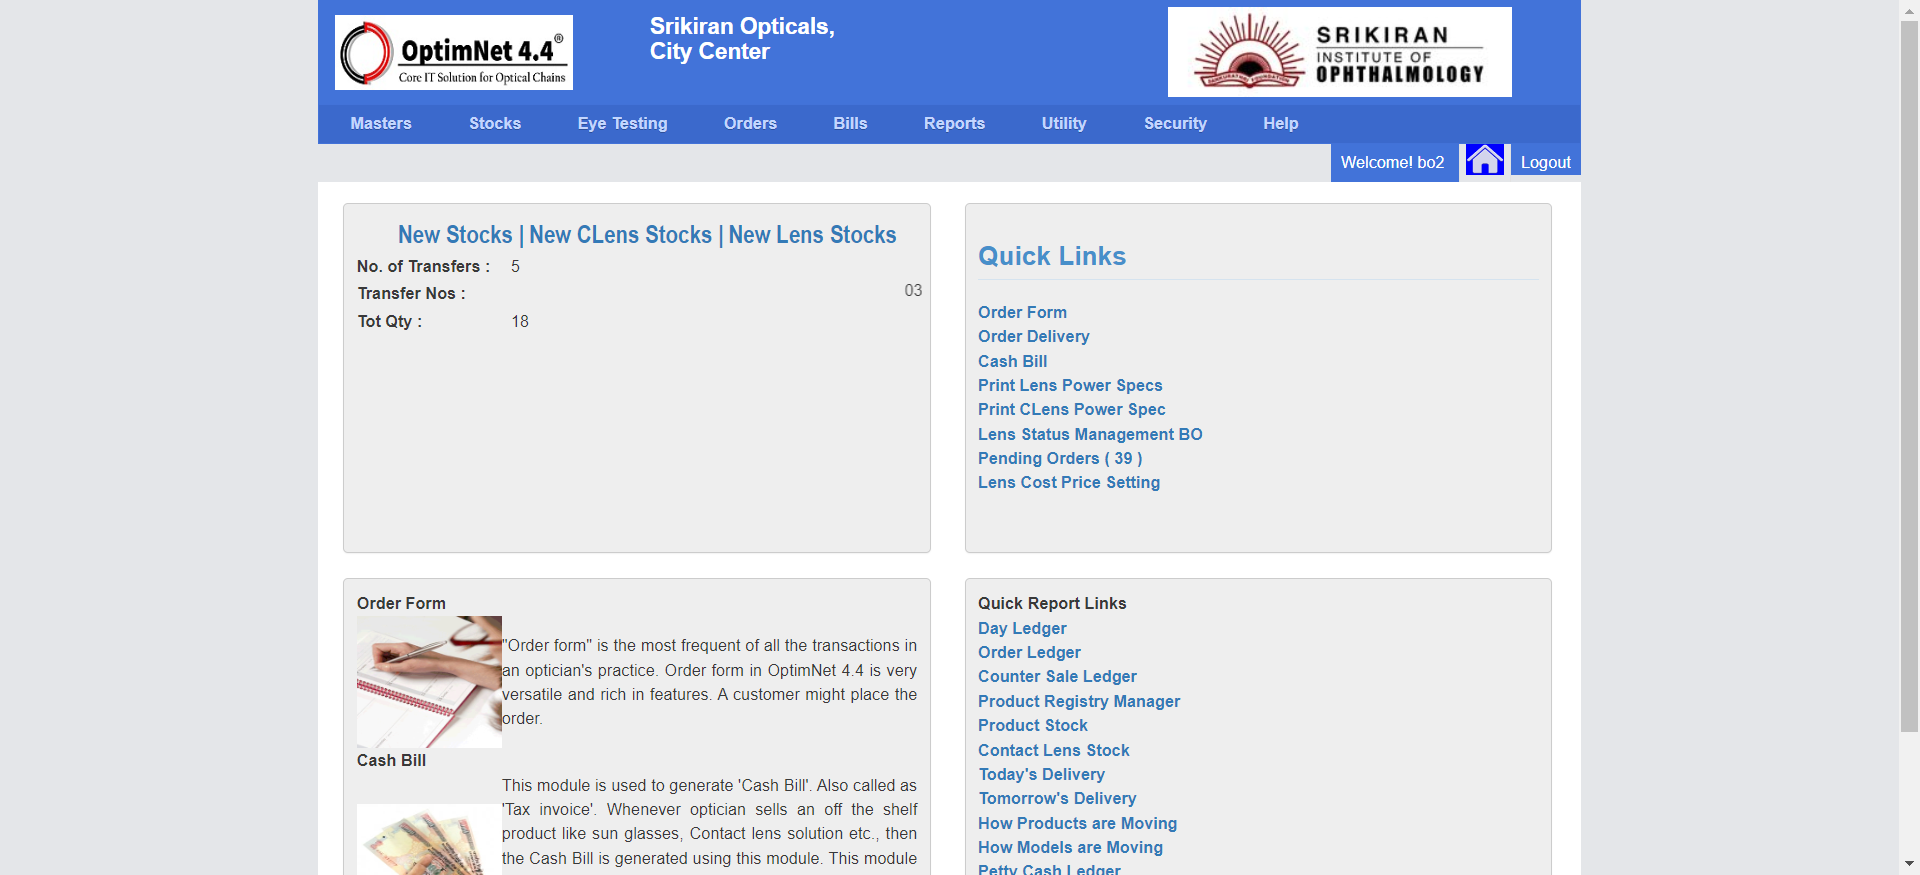 OptimNet 4.4®
Core IT Solution for Optical Chains
Srikiran Opticals,
City Center
SRIKIRAN
INSTITUTE OF
OPHTHALMOLOGY
SANKURATHRI FOUNDATION
Masters Stocks Eye Testing Orders Bills Reports Utility Security Help
Welcome! bo2 Logout
New Stocks | New CLens Stocks | New Lens Stocks
No. of Transfers : 5
Transfer Nos : 03
Tot Qty : 18
Quick Links
Order Form
Order Delivery
Cash Bill
Print Lens Power Specs
Print CLens Power Spec
Lens Status Management BO
Pending Orders ( 39 )
Lens Cost Price Setting
Order Form
"Order form" is the most frequent of all the transactions in
an optician's practice. Order form in OptimNet 4.4 is very
versatile and rich in features. A customer might place the
order.
Cash Bill
This module is used to generate 'Cash Bill'. Also called as
'Tax invoice'. Whenever optician sells an off the shelf
product like sun glasses, Contact lens solution etc., then
the Cash Bill is generated using this module. This module
Quick Report Links
Day Ledger
Order Ledger
Counter Sale Ledger
Product Registry Manager
Product Stock
Contact Lens Stock
Today's Delivery
Tomorrow's Delivery
How Products are Moving
How Models are Moving
Petty Cash Ledger